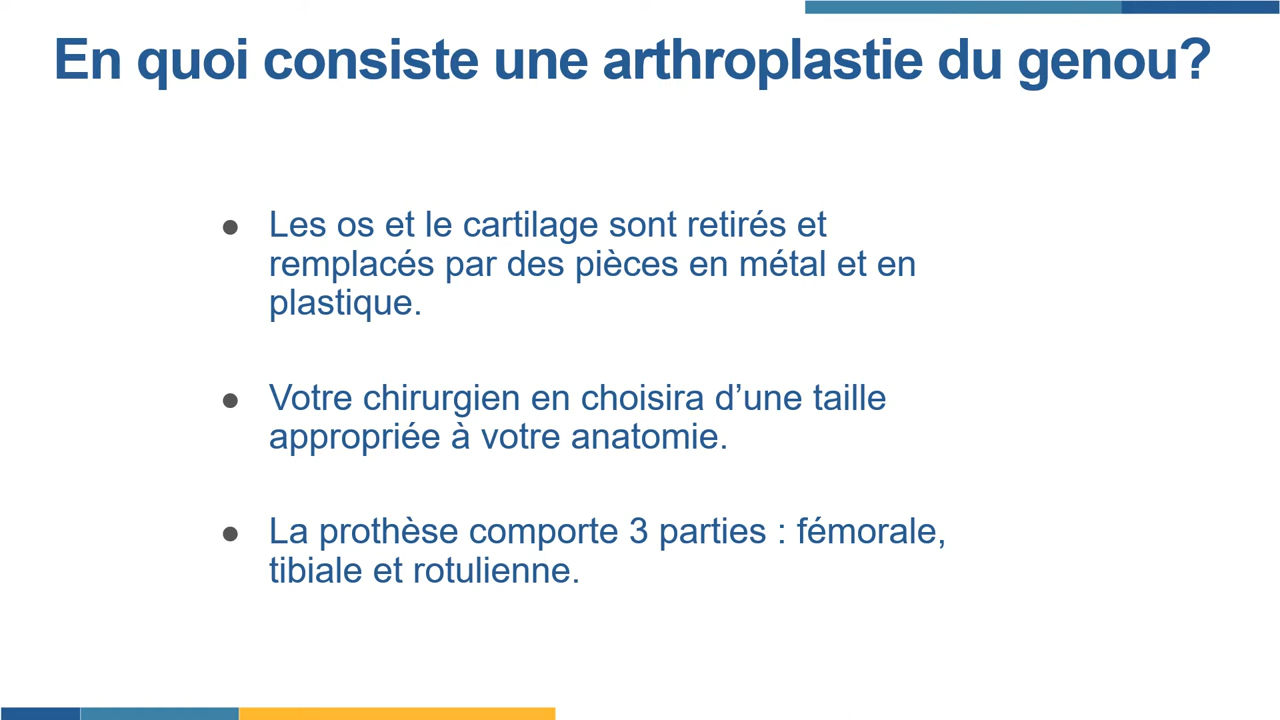 En quoi consiste une arthroplastie du genou?
● Les os et le cartilage sont retirés et
remplacés par des pièces en métal et en
plastique.
● Votre chirurgien en choisira d’une taille
appropriée à votre anatomie.
● La prothèse comporte 3 parties : fémorale,
tibiale et rotulienne.